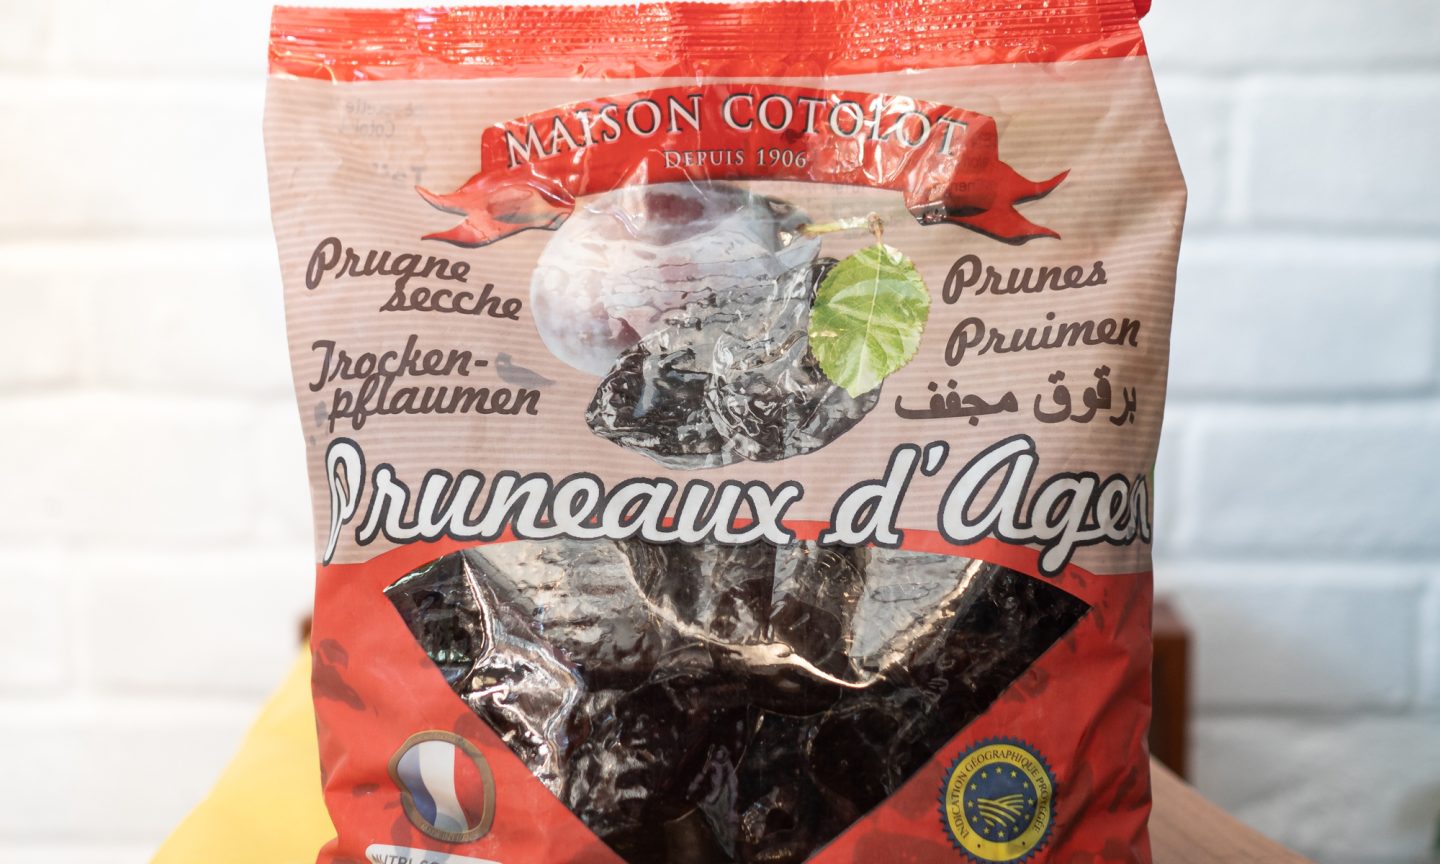 MAISON COTOLOT
DEPUIS 1906
Prugne
secche
Trocken-
pflaumen
Prunes
Pruimen
برقوق مجفف
Pruneaux d'Agen
INDICATION GÉOGRAPHIQUE PROTÉGÉE